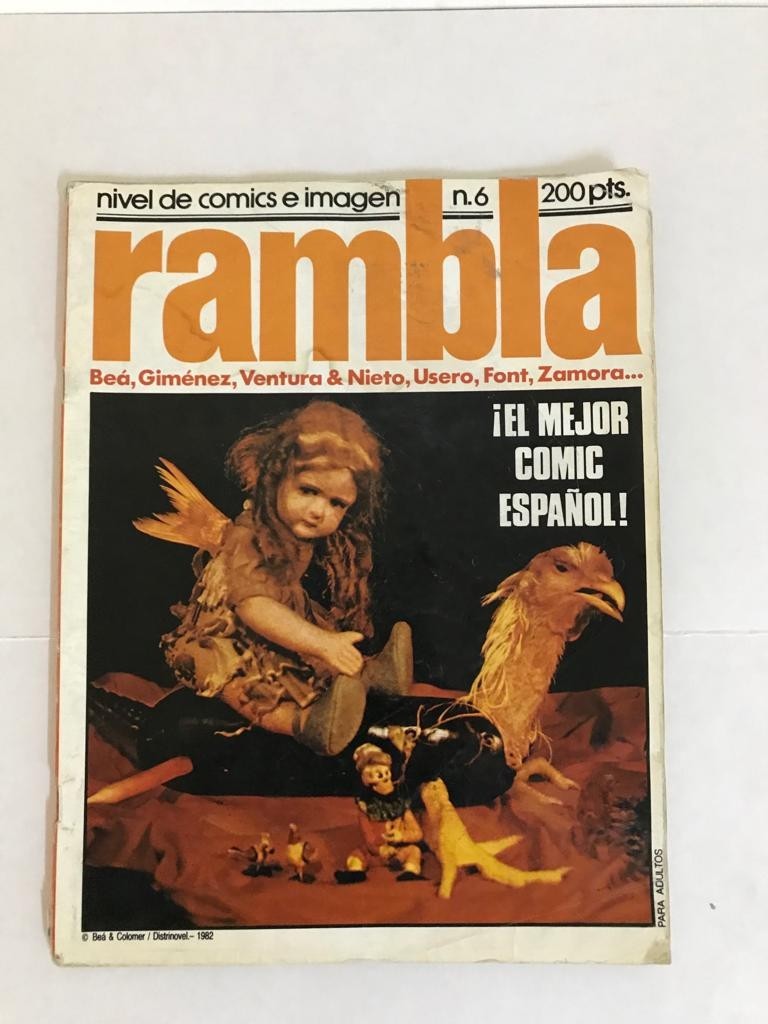 nivel de comics e imagen n.6 200 pts.
rambla
Beá, Giménez, Ventura & Nieto, Usero, Font, Zamora...
¡EL MEJOR
COMIC
ESPAÑOL!
PARA ADULTOS
© Beá & Colomer / Distrinovel.- 1982